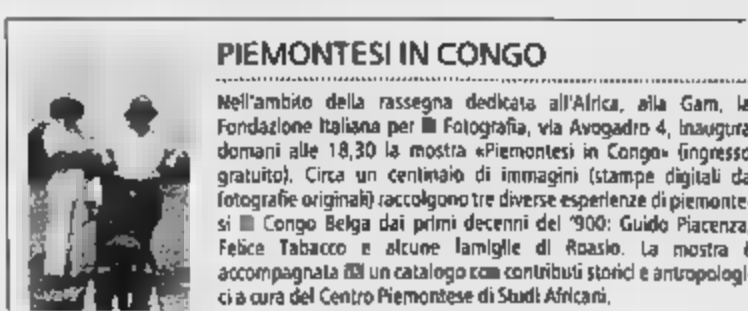 PIEMONTESI IN CONGO
Nell'ambito della rassegna dedicata all'Africa, alla Gam, la
Fondazione Italiana per Fotografia, via Avogadro 4, inaugura
domani alle 18,30 la mostra «Piemontesi in Congo» (ingresso
gratuito). Circa un centinaio di immagini (stampe digitali da
fotografie originali) raccolgono tre diverse esperienze di piemonte-
si Congo Belga dai primi decenni del '900: Guido Piacenza,
Felice Tabacco e alcune famiglie di Roasio. La mostra è
accompagnata un catalogo con contributi storici e antropologi-
ci a cura del Centro Piemontese di Studi Africani.